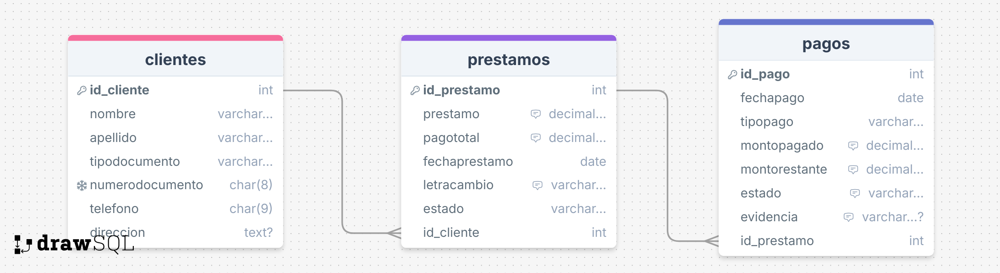 clientes
id_cliente int
nombre varchar...
apellido varchar...
tipodocumento varchar...
numerodocumento char(8)
telefono char(9)
direccion text?
prestamos
id_prestamo int
prestamo decimal...
pagototal decimal...
fechaprestamo date
letracambio varchar...
estado varchar...
id_cliente int
pagos
id_pago int
fechapago date
tipopago varchar...
montopagado decimal...
montorestante decimal...
estado varchar...
evidencia varchar...?
id_prestamo int
drawSQL